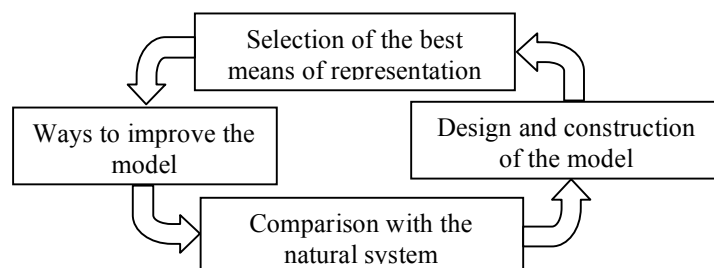 Selection of the best
means of representation
Ways to improve the
model
Design and construction
of the model
Comparison with the
natural system